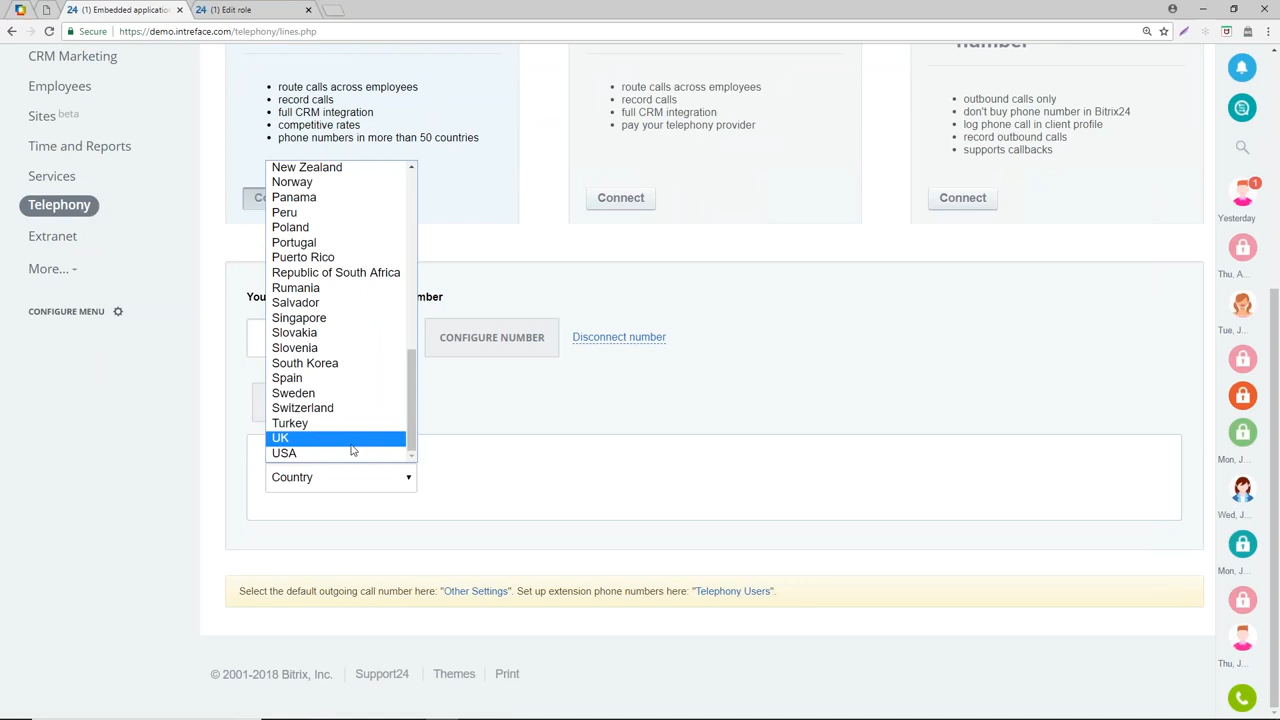 24 (1) Embedded applicatio
24 (1) Edit role
Secure
https://demo.intreface.com/telephony/lines.php
CRM Marketing
Employees
Sites beta
Time and Reports
Services
Telephony
Extranet
More...
CONFIGURE MENU
• route calls across employees
• record calls
• full CRM integration
• competitive rates
• phone numbers in more than 50 countries
• route calls across employees
• record calls
• full CRM integration
• pay your telephony provider
Connect
number
• outbound calls only
• don't buy phone number in Bitrix24
• log phone call in client profile
• record outbound calls
• supports callbacks
Connect
New Zealand
Norway
Panama
Peru
Poland
Portugal
Puerto Rico
Republic of South Africa
Rumania
Salvador
Singapore
Slovakia
Slovenia
South Korea
Spain
Sweden
Switzerland
Turkey
UK
USA
Country
CONFIGURE NUMBER
Disconnect number
Select the default outgoing call number here: "Other Settings". Set up extension phone numbers here: "Telephony Users".
© 2001-2018 Bitrix, Inc.
Support24
Themes
Print
1
Yesterday
Thu, A...
Tue, J...
Mon, J...
Wed, J...
Mon, J...
Thu, J...